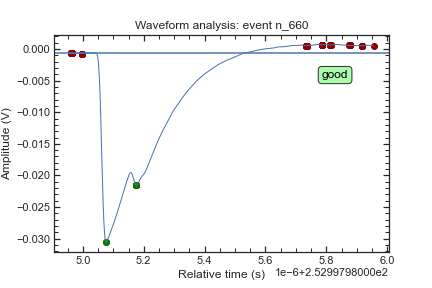 Waveform analysis: event n_660
0.000
−0.005
−0.010
−0.015
−0.020
−0.025
−0.030
Amplitude (V)
good
5.0 5.2 5.4 5.6 5.8 6.0
Relative time (s)
1e−6+2.5299798000e2